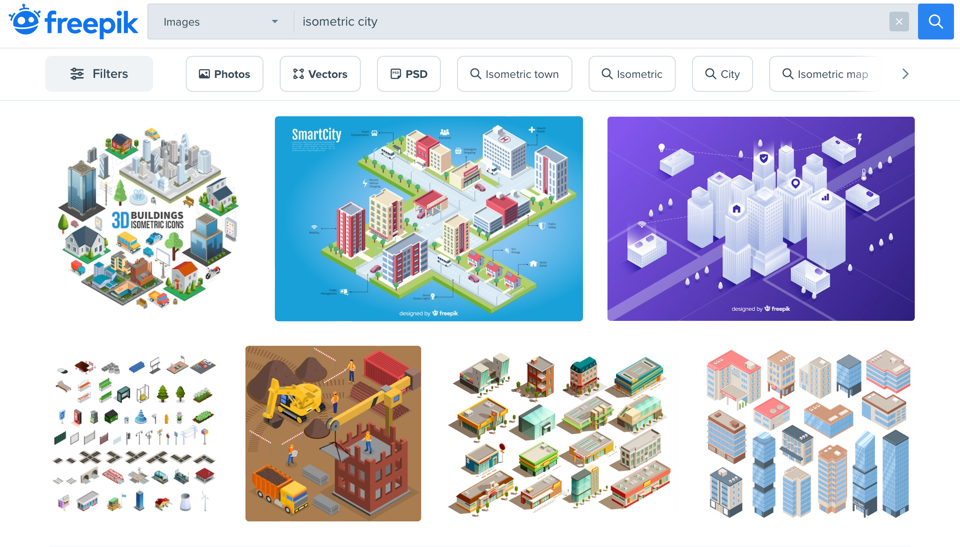 freepik
Images
isometric city
Filters
Photos
Vectors
PSD
Isometric town
Isometric
City
Isometric map
3D BUILDINGS
ISOMETRIC ICONS
SmartCity
designed by freepik
designed by freepik